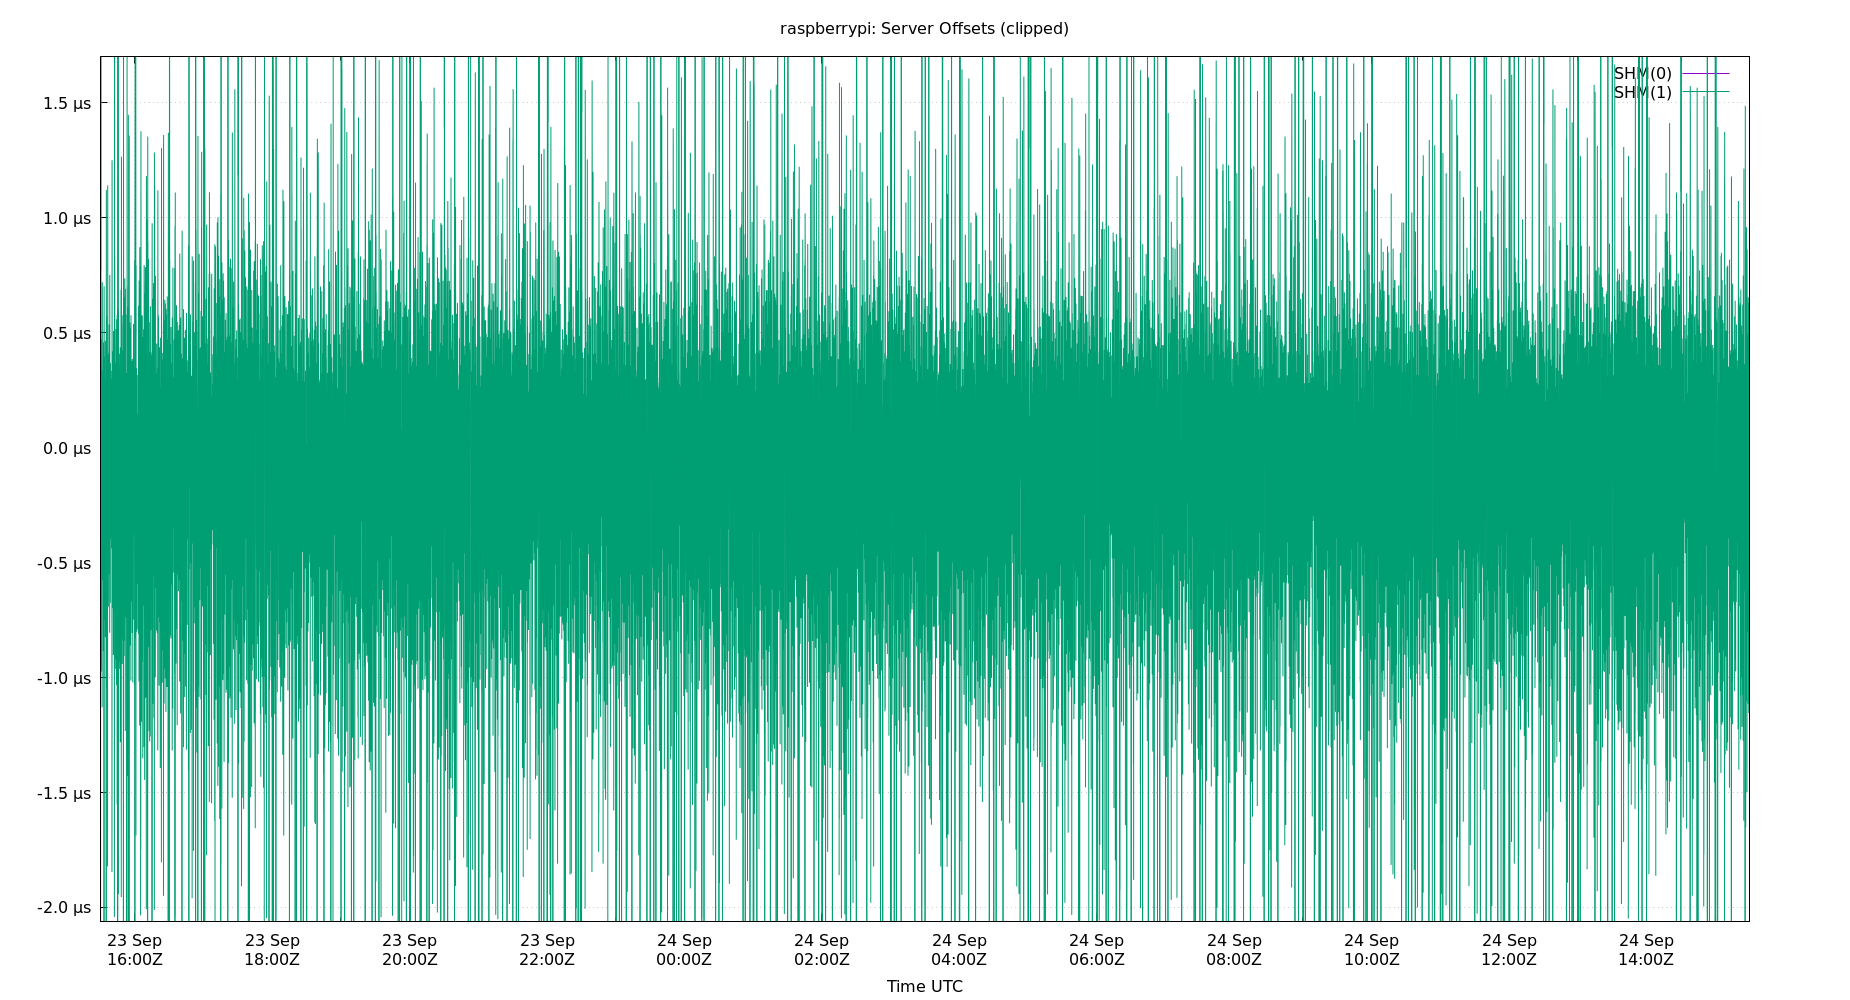 raspberrypi: Server Offsets (clipped)
SHM(0)
SHM(1)
1.5 µs
1.0 µs
0.5 µs
0.0 µs
-0.5 µs
-1.0 µs
-1.5 µs
-2.0 µs
23 Sep 23 Sep 23 Sep 23 Sep 24 Sep 24 Sep 24 Sep 24 Sep 24 Sep 24 Sep 24 Sep 24 Sep
16:00Z 18:00Z 20:00Z 22:00Z 00:00Z 02:00Z 04:00Z 06:00Z 08:00Z 10:00Z 12:00Z 14:00Z
Time UTC